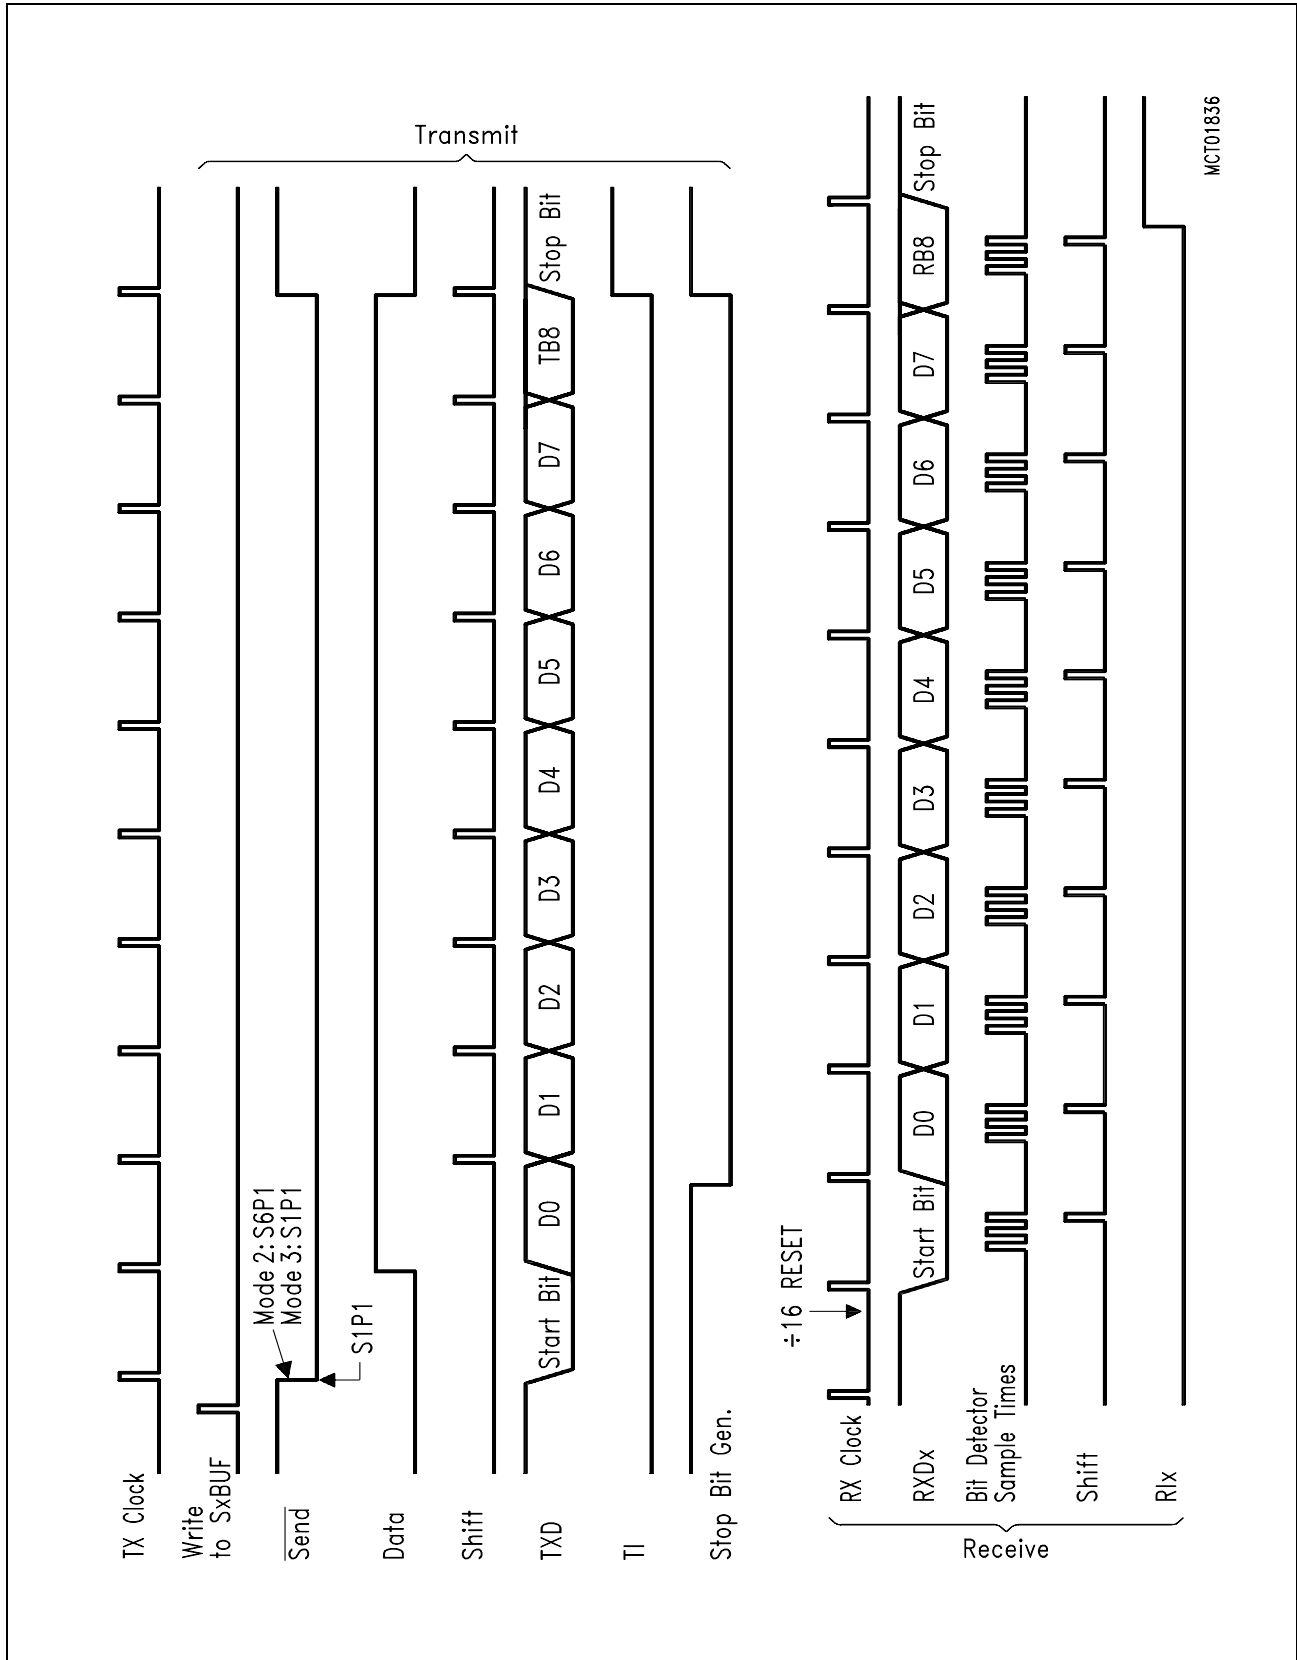 Transmit
TX Clock
Write
to SxBUF
Send
Mode 2:S6P1
Mode 3:S1P1
S1P1
Data
Shift
TXD
Start Bit
D0
D1
D2
D3
D4
D5
D6
D7
TB8
Stop Bit
TI
Stop Bit Gen.
Receive
÷16 RESET
RX Clock
RXDx
Start Bit
D0
D1
D2
D3
D4
D5
D6
D7
RB8
Stop Bit
Bit Detector
Sample Times
Shift
RIx
MCT01836